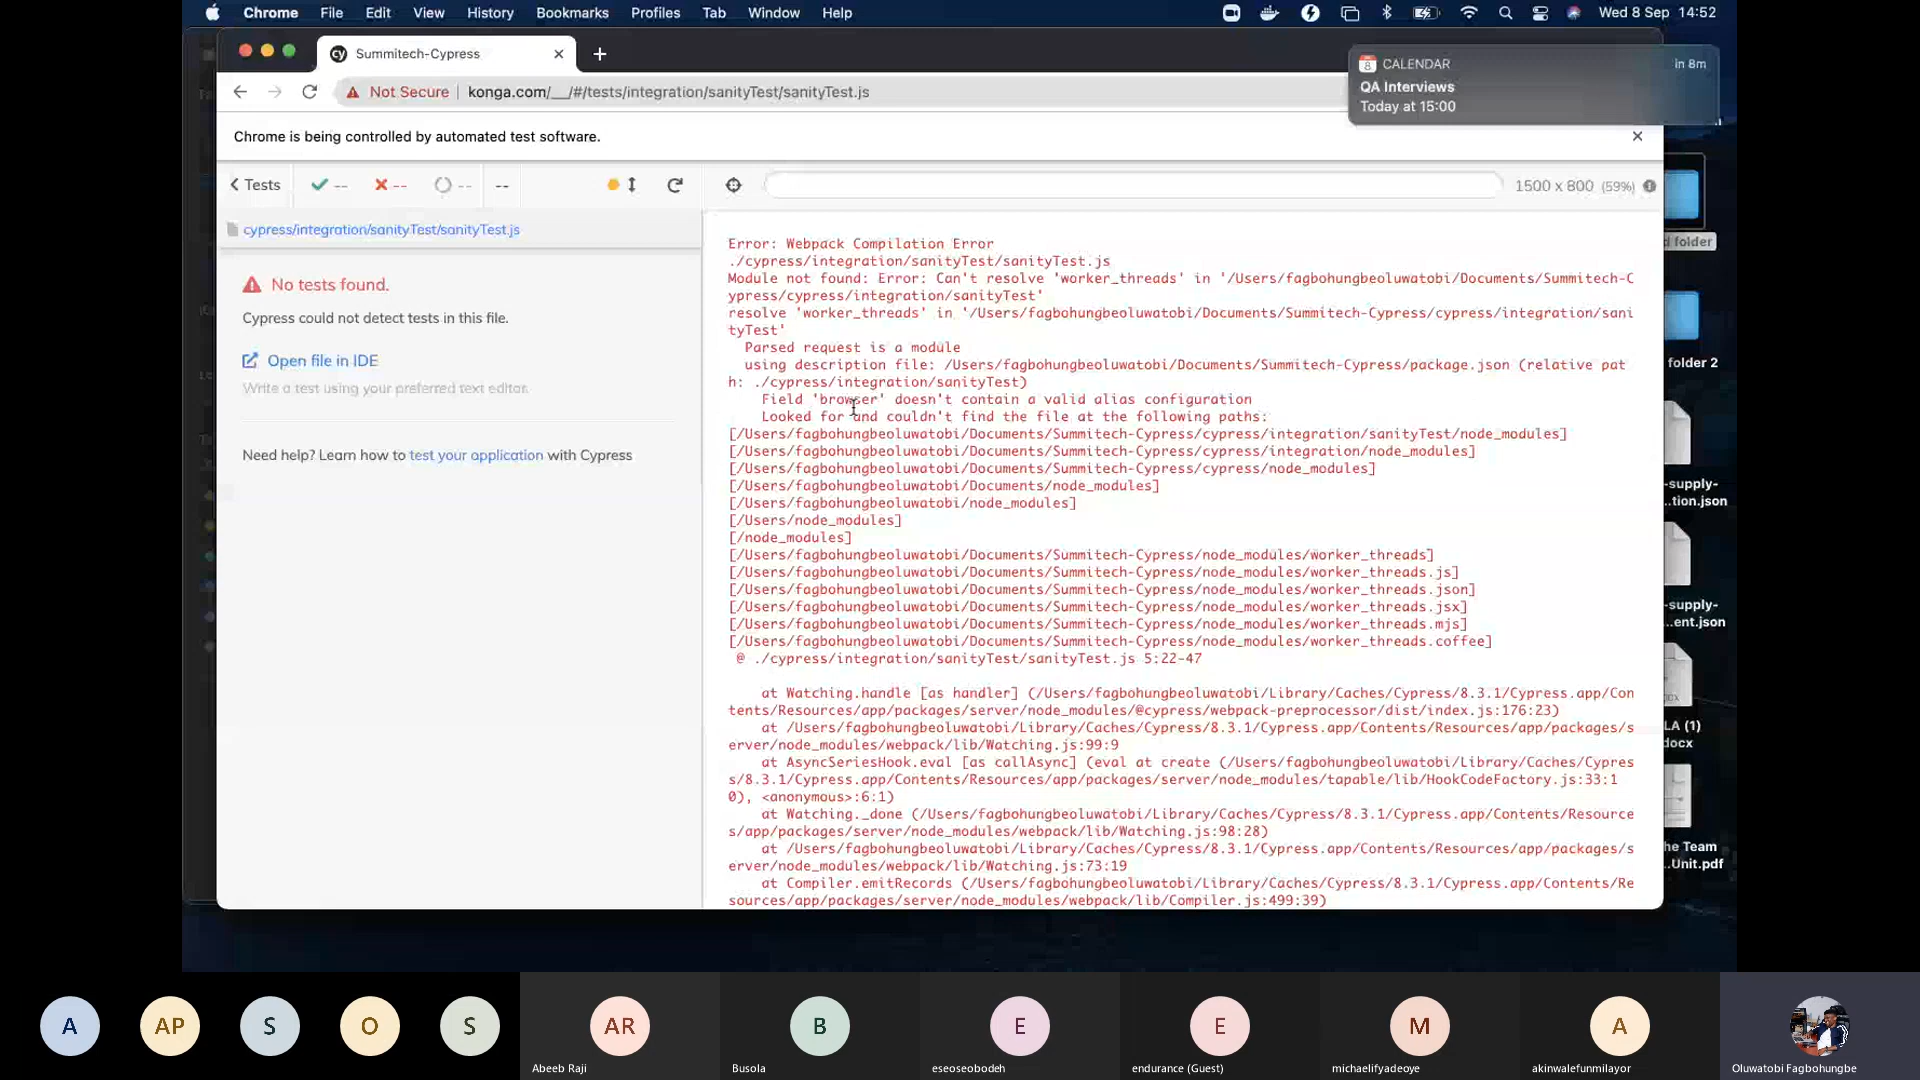 Chrome File Edit View History Bookmarks Profiles Tab Window Help
Wed 8 Sep 14:52
Summitech-Cypress
CALENDAR
in 8m
QA Interviews
Today at 15:00
Not Secure | konga.com/__/#/tests/integration/sanityTest/sanityTest.js
Chrome is being controlled by automated test software.
Tests
--
--
--
--
1500 x 800 (59%)
cypress/integration/sanityTest/sanityTest.js
No tests found.
Cypress could not detect tests in this file.
Open file in IDE
Write a test using your preferred text editor.
Need help? Learn how to test your application with Cypress
Error: Webpack Compilation Error
./cypress/integration/sanityTest/sanityTest.js
Module not found: Error: Can't resolve 'worker_threads' in '/Users/fagbohungbeoluwatobi/Documents/Summitech-C
ypress/cypress/integration/sanityTest'
resolve 'worker_threads' in '/Users/fagbohungbeoluwatobi/Documents/Summitech-Cypress/cypress/integration/sani
tyTest'
Parsed request is a module
using description file: /Users/fagbohungbeoluwatobi/Documents/Summitech-Cypress/package.json (relative pat
h: ./cypress/integration/sanityTest)
Field 'browser' doesn't contain a valid alias configuration
Looked for and couldn't find the file at the following paths:
[/Users/fagbohungbeoluwatobi/Documents/Summitech-Cypress/cypress/integration/sanityTest/node_modules]
[/Users/fagbohungbeoluwatobi/Documents/Summitech-Cypress/cypress/integration/node_modules]
[/Users/fagbohungbeoluwatobi/Documents/Summitech-Cypress/cypress/node_modules]
[/Users/fagbohungbeoluwatobi/Documents/node_modules]
[/Users/fagbohungbeoluwatobi/node_modules]
[/Users/node_modules]
[/node_modules]
[/Users/fagbohungbeoluwatobi/Documents/Summitech-Cypress/node_modules/worker_threads]
[/Users/fagbohungbeoluwatobi/Documents/Summitech-Cypress/node_modules/worker_threads.js]
[/Users/fagbohungbeoluwatobi/Documents/Summitech-Cypress/node_modules/worker_threads.json]
[/Users/fagbohungbeoluwatobi/Documents/Summitech-Cypress/node_modules/worker_threads.jsx]
[/Users/fagbohungbeoluwatobi/Documents/Summitech-Cypress/node_modules/worker_threads.mjs]
[/Users/fagbohungbeoluwatobi/Documents/Summitech-Cypress/node_modules/worker_threads.coffee]
@ ./cypress/integration/sanityTest/sanityTest.js 5:22-47
at Watching.handle [as handler] (/Users/fagbohungbeoluwatobi/Library/Caches/Cypress/8.3.1/Cypress.app/Con
tents/Resources/app/packages/server/node_modules/@cypress/webpack-preprocessor/dist/index.js:176:23)
at /Users/fagbohungbeoluwatobi/Library/Caches/Cypress/8.3.1/Cypress.app/Contents/Resources/app/packages/s
erver/node_modules/webpack/lib/Watching.js:99:9
at AsyncSeriesHook.eval [as callAsync] (eval at create (/Users/fagbohungbeoluwatobi/Library/Caches/Cypres
s/8.3.1/Cypress.app/Contents/Resources/app/packages/server/node_modules/tapable/lib/HookCodeFactory.js:33:1
0), <anonymous>:6:1)
at Watching._done (/Users/fagbohungbeoluwatobi/Library/Caches/Cypress/8.3.1/Cypress.app/Contents/Resource
s/app/packages/server/node_modules/webpack/lib/Watching.js:98:28)
at /Users/fagbohungbeoluwatobi/Library/Caches/Cypress/8.3.1/Cypress.app/Contents/Resources/app/packages/s
erver/node_modules/webpack/lib/Watching.js:73:19
at Compiler.emitRecords (/Users/fagbohungbeoluwatobi/Library/Caches/Cypress/8.3.1/Cypress.app/Contents/Re
sources/app/packages/server/node_modules/webpack/lib/Compiler.js:499:39)
d folder
folder 2
-supply-
...tion.json
-supply-
...ent.json
LA (1)
docx
he Team
...Unit.pdf
A
AP
S
O
S
AR
Abeeb Raji
B
Busola
E
eseoseobodeh
E
endurance (Guest)
M
michaelifyadeoye
A
akinwalefunmilayor
Oluwatobi Fagbohungbe